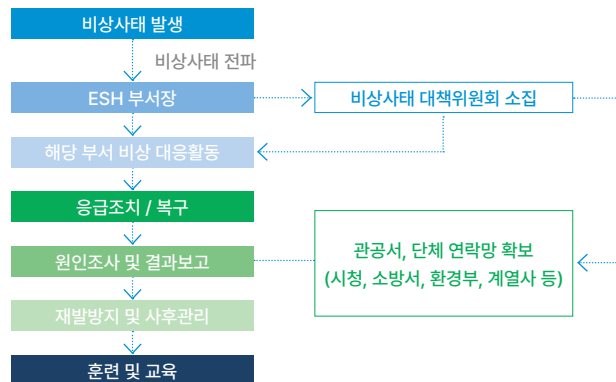 비상사태 발생
비상사태 전파
ESH 부서장
비상사태 대책위원회 소집
해당 부서 비상 대응활동
응급조치 / 복구
원인조사 및 결과보고
관공서, 단체 연락망 확보
(시청, 소방서, 환경부, 계열사 등)
재발방지 및 사후관리
훈련 및 교육